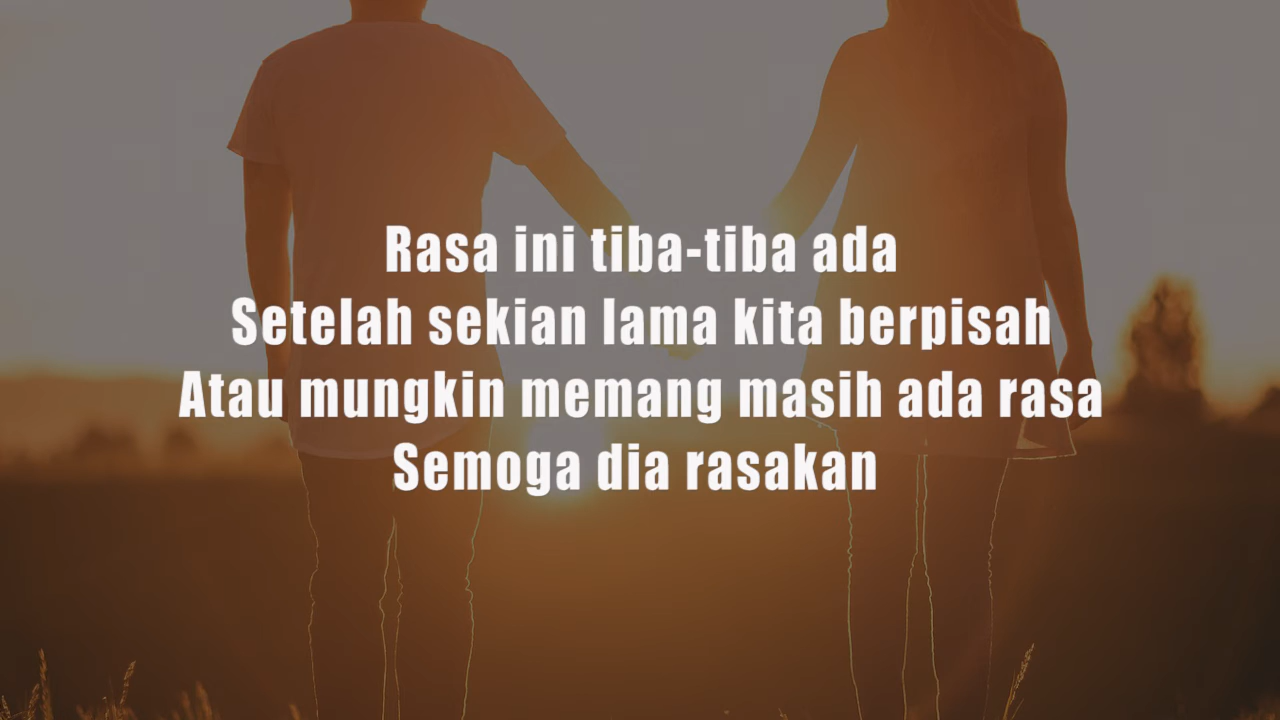 Rasa ini tiba-tiba ada
Setelah sekian lama kita berpisah
Atau mungkin memang masih ada rasa
Semoga dia rasakan